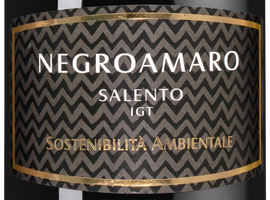 NEGROAMARO
SALENTO
IGT
SOSTENIBILITÀ AMBIENTALE